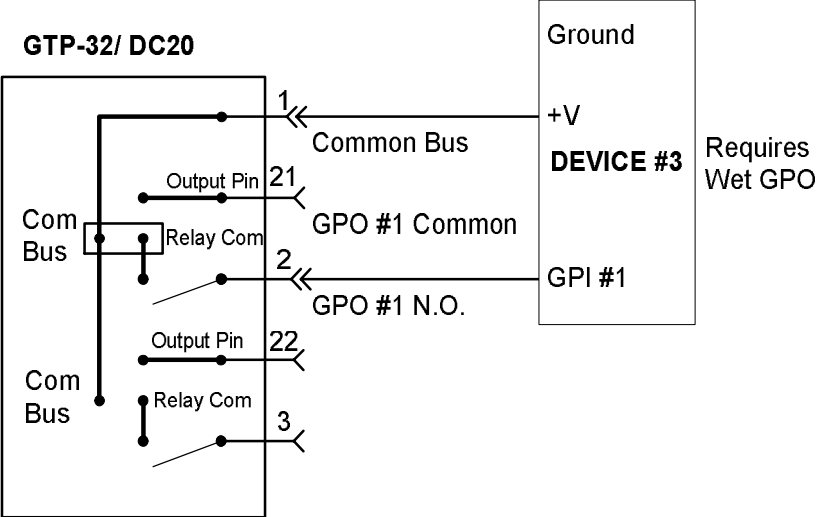 GTP-32/ DC20
Ground
1
+V
Common Bus
DEVICE #3
Requires
Wet GPO
Output Pin
21
GPO #1 Common
Com
Bus
Relay Com
2
GPI #1
GPO #1 N.O.
Output Pin
22
Com
Bus
Relay Com
3